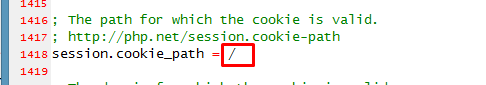 1415
1416 ; The path for which the cookie is valid.
1417 ; http://php.net/session.cookie-path
1418 session.cookie_path = /
1419